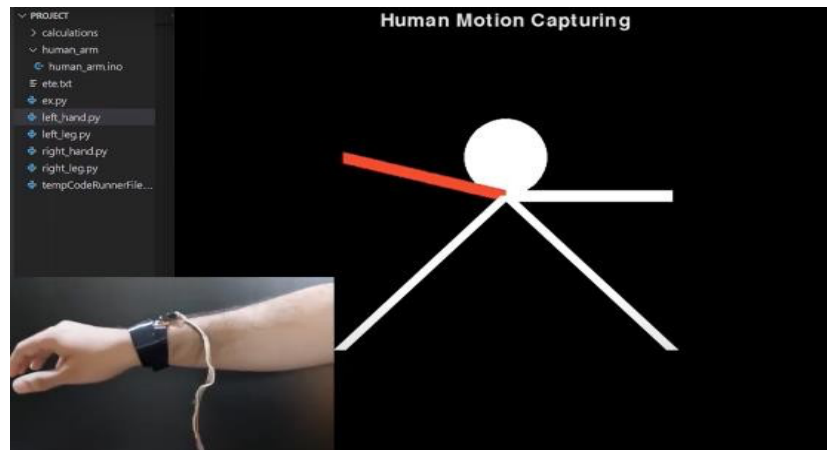 PROJECT
calculations
human_arm
human_arm.ino
ete.txt
ex.py
left_hand.py
left_leg.py
right_hand.py
right_leg.py
tempCodeRunnerFile...
Human Motion Capturing